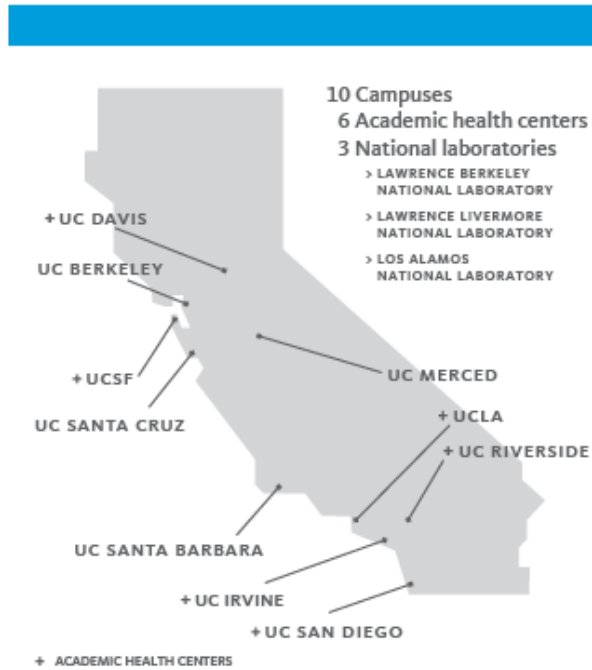 10 Campuses
6 Academic health centers
3 National laboratories
> LAWRENCE BERKELEY
NATIONAL LABORATORY
> LAWRENCE LIVERMORE
NATIONAL LABORATORY
> LOS ALAMOS
NATIONAL LABORATORY
+ UC DAVIS
UC BERKELEY
+ UCSF
UC MERCED
UC SANTA CRUZ
+ UCLA
+ UC RIVERSIDE
UC SANTA BARBARA
+ UC IRVINE
+ UC SAN DIEGO
+ ACADEMIC HEALTH CENTERS